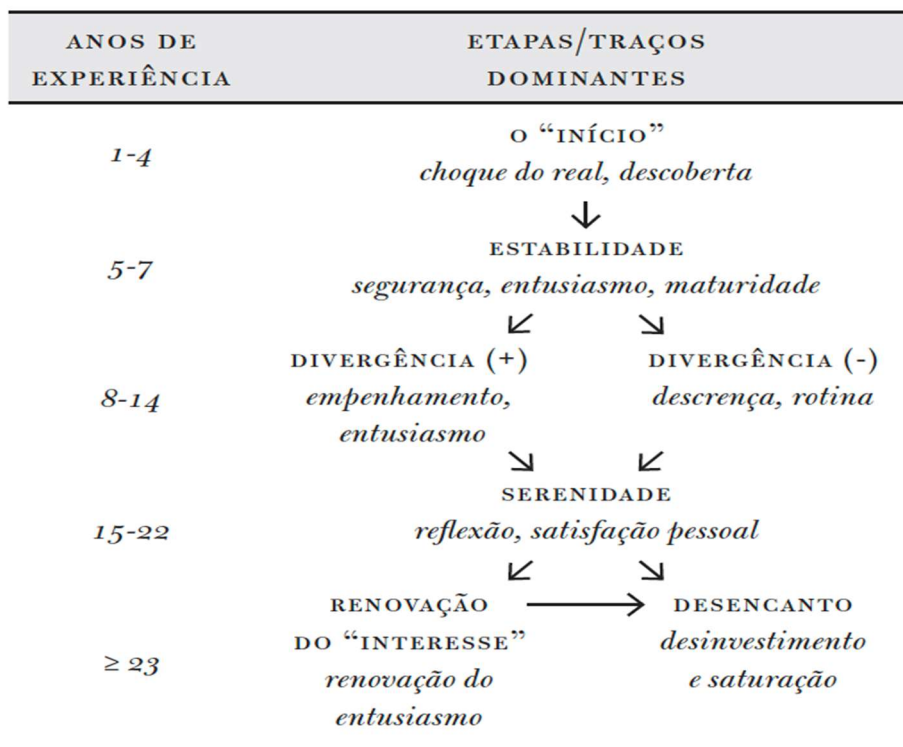 ANOS DE
EXPERIÊNCIA
ETAPAS/TRAÇOS
DOMINANTES
1-4
O “INÍCIO”
choque do real, descoberta
5-7
ESTABILIDADE
segurança, entusiasmo, maturidade
8-14
DIVERGÊNCIA (+)
empenhamento,
entusiasmo
DIVERGÊNCIA (-)
descrença, rotina
15-22
SERENIDADE
reflexão, satisfação pessoal
≥ 23
RENOVAÇÃO
DO “INTERESSE”
renovação do
entusiasmo
DESENCANTO
desinvestimento
e saturação